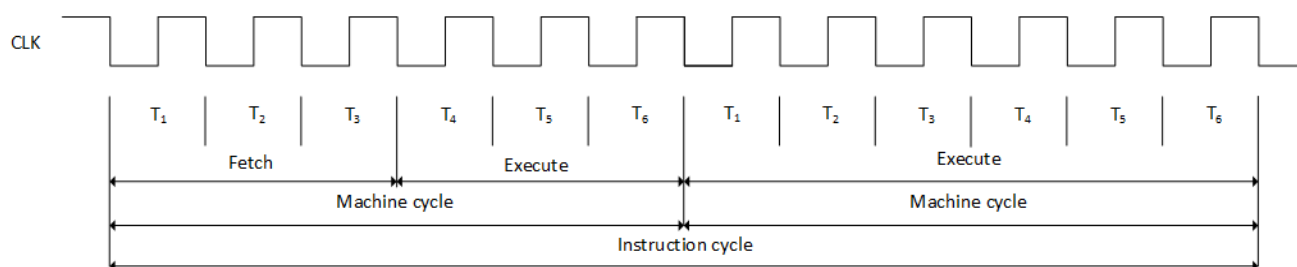 CLK
T₁ T₂ T₃ T₄ T₅ T₆ T₁ T₂ T₃ T₄ T₅ T₆
Fetch Execute Execute
Machine cycle Machine cycle
Instruction cycle